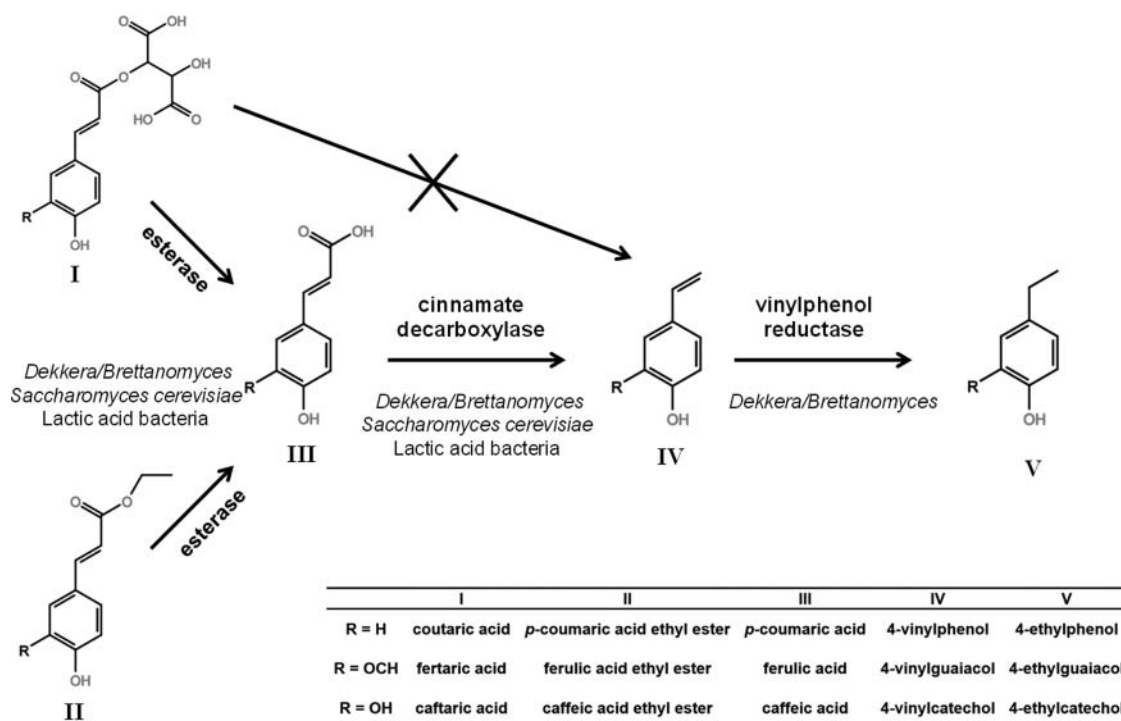 O
OH
O
O
OH
HO
O
R
OH
I
esterase
O
OH
R
OH
III
cinnamate
decarboxylase
Dekkera/Brettanomyces
Saccharomyces cerevisiae
Lactic acid bacteria
R
OH
IV
vinylphenol
reductase
Dekkera/Brettanomyces
R
OH
V
Dekkera/Brettanomyces
Saccharomyces cerevisiae
Lactic acid bacteria
O
O
R
OH
II
esterase
I II III IV V
R = H coutaric acid p-coumaric acid ethyl ester p-coumaric acid 4-vinylphenol 4-ethylphenol
R = OCH fertaric acid ferulic acid ethyl ester ferulic acid 4-vinylguaiacol 4-ethylguaiacol
R = OH caftaric acid caffeic acid ethyl ester caffeic acid 4-vinylcatechol 4-ethylcatechol